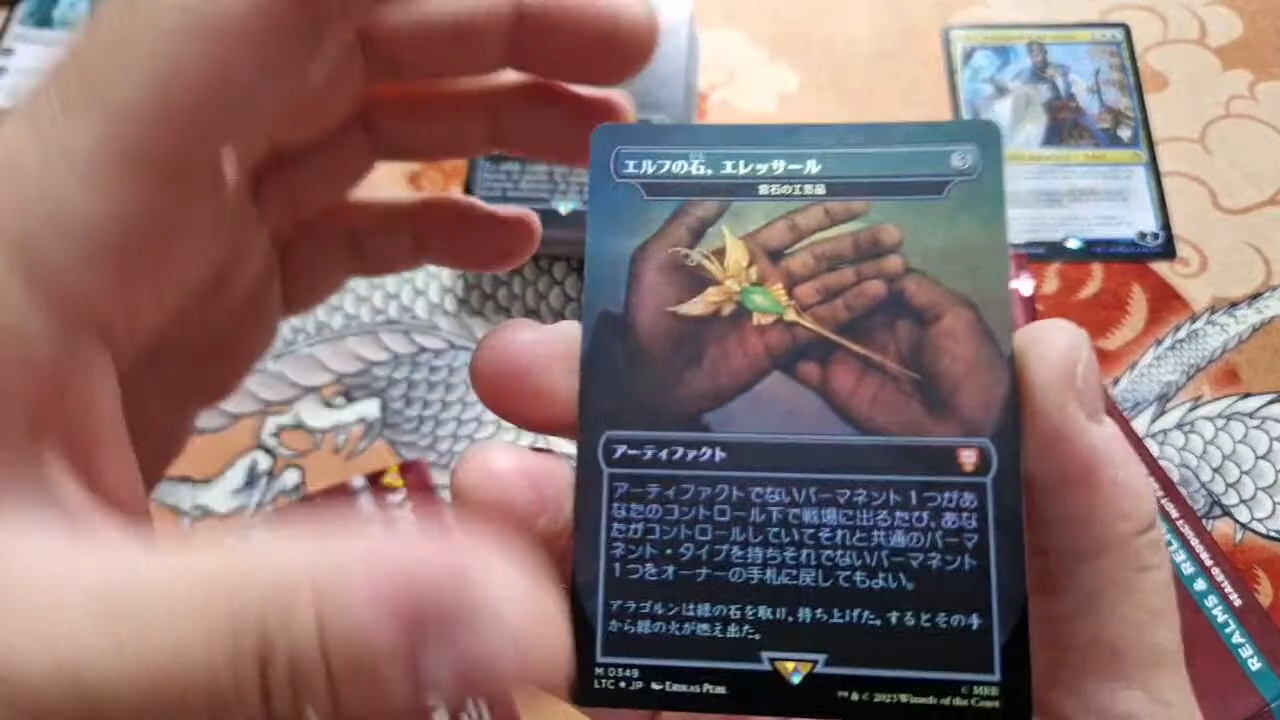 エルフの石、エレッサール
雲石の工芸品
アーティファクト
アーティファクトでないパーマネント1つがあ
なたのコントロール下で戦場に出るたび、あな
たがコントロールしていてそれと共通のパーマ
ネント・タイプを持ちそれでないパーマネント
1つをオーナーの手札に戻してもよい。
アラゴルンは緑の石を取り、持ち上げた。するとその手
から緑の火が燃え出た。
M 0349
LTC ★ JP
™ & © 2023 Wizards of the Coast
REALMS & RELI
SEALED PRODUCT NOT